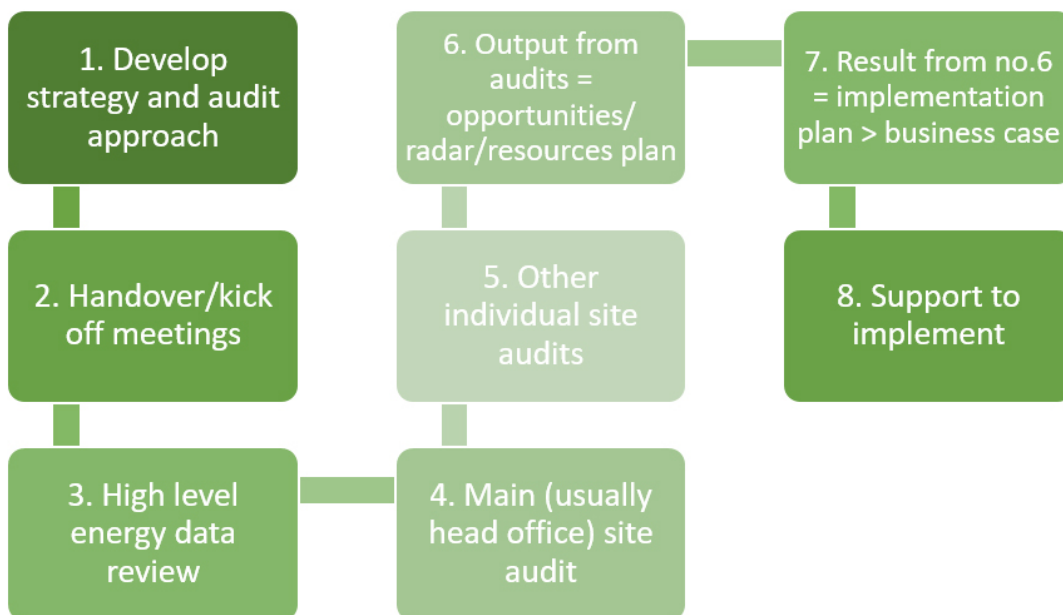 1. Develop
strategy and audit
approach
2. Handover/kick
off meetings
3. High level
energy data
review
4. Main (usually
head office) site
audit
5. Other
individual site
audits
6. Output from
audits =
opportunities/
radar/resources plan
7. Result from no.6
= implementation
plan > business case
8. Support to
implement